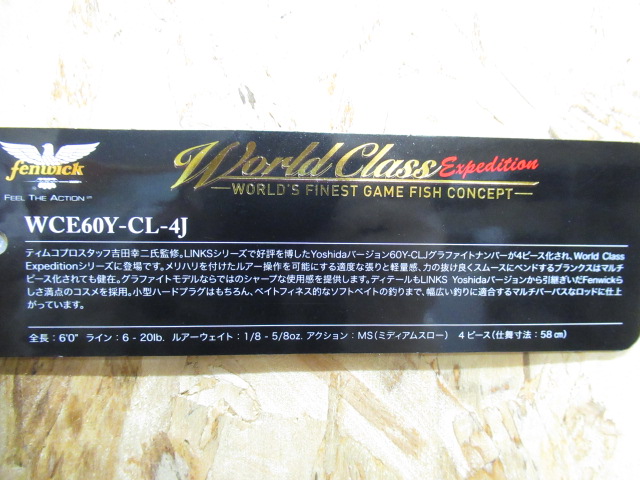 fenwick
FEEL THE ACTION
World Class Expedition
WORLD'S FINEST GAME FISH CONCEPT
WCE60Y-CL-4J
ティムコプロスタッフ吉田幸二氏監修。LINKSシリーズで好評を博したYoshidaバージョン60Y-CLJグラファイトナンバーが4ピース化され、World Class
Expeditionシリーズに登場です。メリハリを付けたルアー操作を可能にする適度な張りと軽量感、力の抜け良くスムースにベンドするブランクスはマルチ
ピース化されても健在。グラファイトモデルならではのシャープな使用感を提供します。ディテールもLINKS Yoshidaバージョンから引継ぎいだFenwickら
しさ満点のコスメを採用。小型ハードプラグはもちろん、ベイトフィネス的なソフトベイトの釣りまで、幅広い釣りに適合するマルチパーパスなロッドに仕上
がっています。
全長:6'0" ライン:6 - 20lb. ルアーウェイト:1/8 - 5/8oz. アクション:MS(ミディアムスロー) 4ピース(仕舞寸法:58㎝)